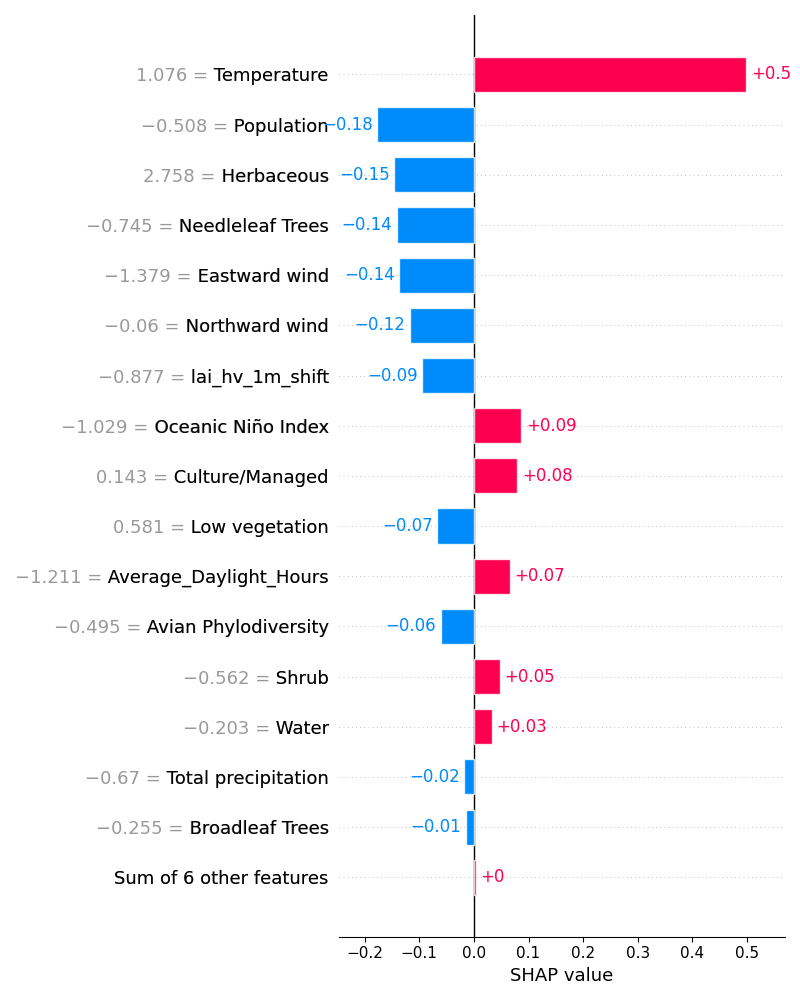 1.076 = Temperature +0.5
−0.508 = Population −0.18
2.758 = Herbaceous −0.15
−0.745 = Needleleaf Trees −0.14
−1.379 = Eastward wind −0.14
−0.06 = Northward wind −0.12
−0.877 = lai_hv_1m_shift −0.09
−1.029 = Oceanic Niño Index +0.09
0.143 = Culture/Managed +0.08
0.581 = Low vegetation −0.07
−1.211 = Average_Daylight_Hours +0.07
−0.495 = Avian Phylodiversity −0.06
−0.562 = Shrub +0.05
−0.203 = Water +0.03
−0.67 = Total precipitation −0.02
−0.255 = Broadleaf Trees −0.01
Sum of 6 other features +0
−0.2 −0.1 0.0 0.1 0.2 0.3 0.4 0.5
SHAP value